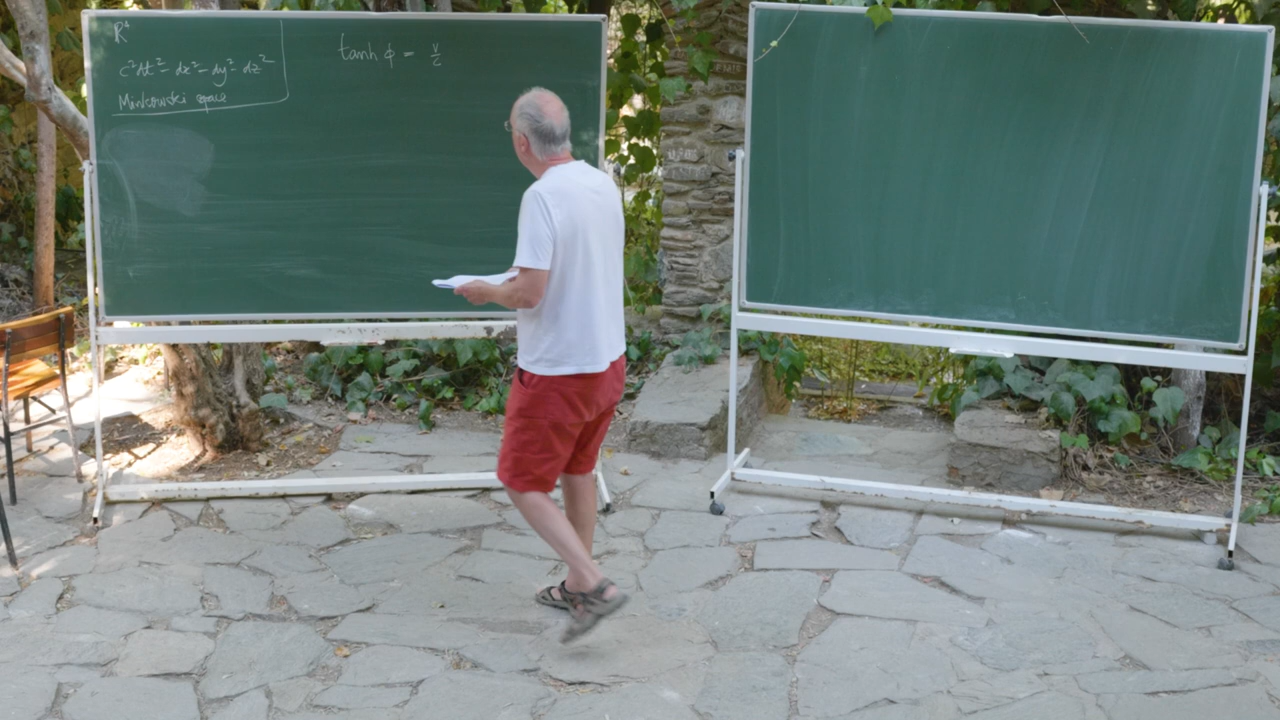 R⁴
c²dt² - dx² - dy² - dz²
Minkowski space
tanh ϕ = v/c